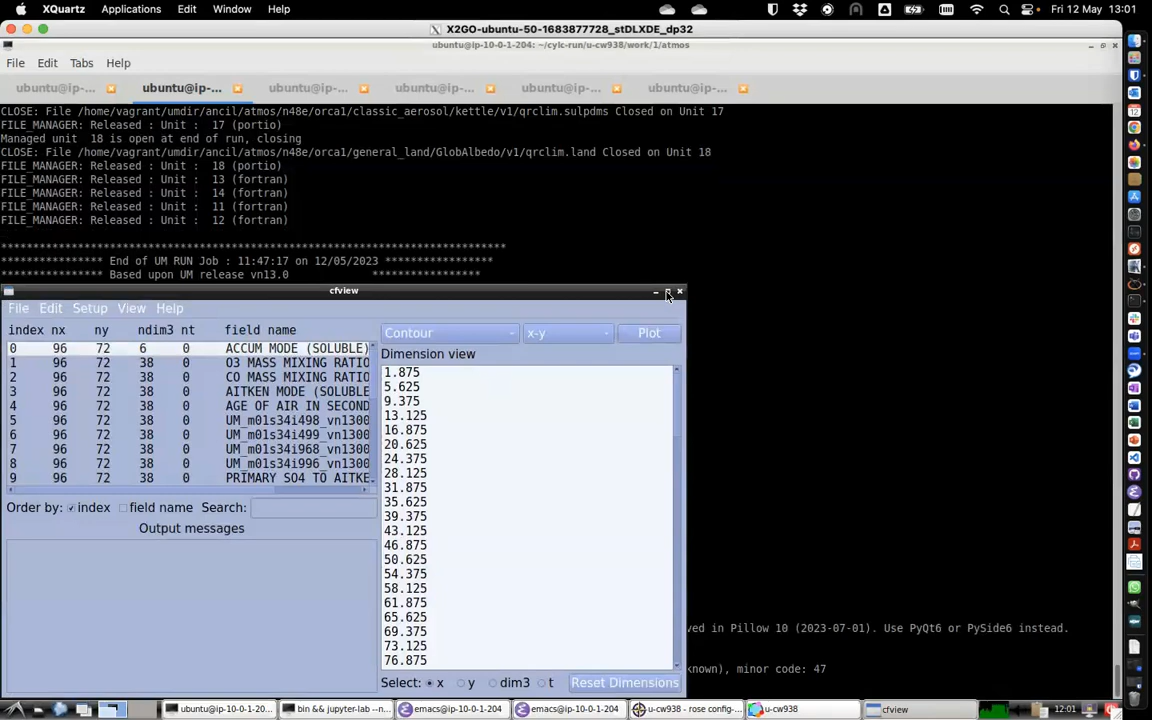 XQuartz Applications Edit Window Help Fri 12 May 13:01
X2GO-ubuntu-50-1683877728_stDLXDE_dp32
ubuntu@ip-10-0-1-204: ~/cylc-run/u-cw938/work/1/atmos
File Edit Tabs Help
ubuntu@ip-... ubuntu@ip-... ubuntu@ip-... ubuntu@ip-... ubuntu@ip-... ubuntu@ip-...
CLOSE: File /home/vagrant/umdir/ancil/atmos/n48e/orca1/classic_aerosol/kettle/v1/qrclim.sulpdms Closed on Unit 17
FILE_MANAGER: Released : Unit : 17 (portio)
Managed unit 18 is open at end of run, closing
CLOSE: File /home/vagrant/umdir/ancil/atmos/n48e/orca1/general_land/GlobAlbedo/v1/qrclim.land Closed on Unit 18
FILE_MANAGER: Released : Unit : 18 (portio)
FILE_MANAGER: Released : Unit : 13 (fortran)
FILE_MANAGER: Released : Unit : 14 (fortran)
FILE_MANAGER: Released : Unit : 11 (fortran)
FILE_MANAGER: Released : Unit : 12 (fortran)
********************************************************************************
*************** End of UM RUN Job : 11:47:17 on 12/05/2023 *****************
*************** Based upon UM release vn13.0 *****************
cfview
File Edit Setup View Help
index nx ny ndim3 nt field name
0 96 72 6 0 ACCUM MODE (SOLUBLE)
1 96 72 38 0 O3 MASS MIXING RATIO
2 96 72 38 0 CO MASS MIXING RATIO
3 96 72 38 0 AITKEN MODE (SOLUBLE
4 96 72 38 0 AGE OF AIR IN SECOND
5 96 72 38 0 UM_m01s34i498_vn1300
6 96 72 38 0 UM_m01s34i499_vn1300
7 96 72 38 0 UM_m01s34i968_vn1300
8 96 72 38 0 UM_m01s34i996_vn1300
9 96 72 38 0 PRIMARY SO4 TO AITKE
Order by: index field name Search:
Output messages
Contour x-y Plot
Dimension view
1.875
5.625
9.375
13.125
16.875
20.625
24.375
28.125
31.875
35.625
39.375
43.125
46.875
50.625
54.375
58.125
61.875
65.625
69.375
73.125
76.875
Select: x y dim3 t Reset Dimensions
ved in Pillow 10 (2023-07-01). Use PyQt6 or PySide6 instead.
known), minor code: 47
ubuntu@ip-10-0-1-20... bin && jupyter-lab --n... emacs@ip-10-0-1-204 emacs@ip-10-0-1-204 u-cw938 - rose config-... u-cw938 cfview 12:01